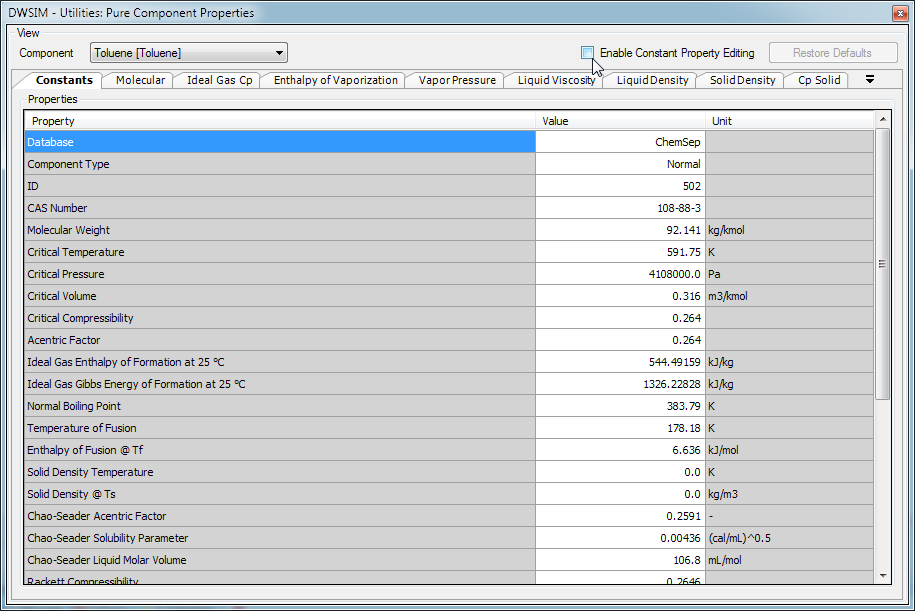 DWSIM - Utilities: Pure Component Properties
View
Component Toluene [Toluene] Enable Constant Property Editing Restore Defaults
Constants Molecular Ideal Gas Cp Enthalpy of Vaporization Vapor Pressure Liquid Viscosity Liquid Density Solid Density Cp Solid
Properties
Property Value Unit
Database ChemSep
Component Type Normal
ID 502
CAS Number 108-88-3
Molecular Weight 92.141 kg/kmol
Critical Temperature 591.75 K
Critical Pressure 4108000.0 Pa
Critical Volume 0.316 m3/kmol
Critical Compressibility 0.264
Acentric Factor 0.264
Ideal Gas Enthalpy of Formation at 25 ºC 544.49159 kJ/kg
Ideal Gas Gibbs Energy of Formation at 25 ºC 1326.22828 kJ/kg
Normal Boiling Point 383.79 K
Temperature of Fusion 178.18 K
Enthalpy of Fusion @ Tf 6.636 kJ/mol
Solid Density Temperature 0.0 K
Solid Density @ Ts 0.0 kg/m3
Chao-Seader Acentric Factor 0.2591 -
Chao-Seader Solubility Parameter 0.00436 (cal/mL)^0.5
Chao-Seader Liquid Molar Volume 106.8 mL/mol
Rackett Compressibility 0.2646